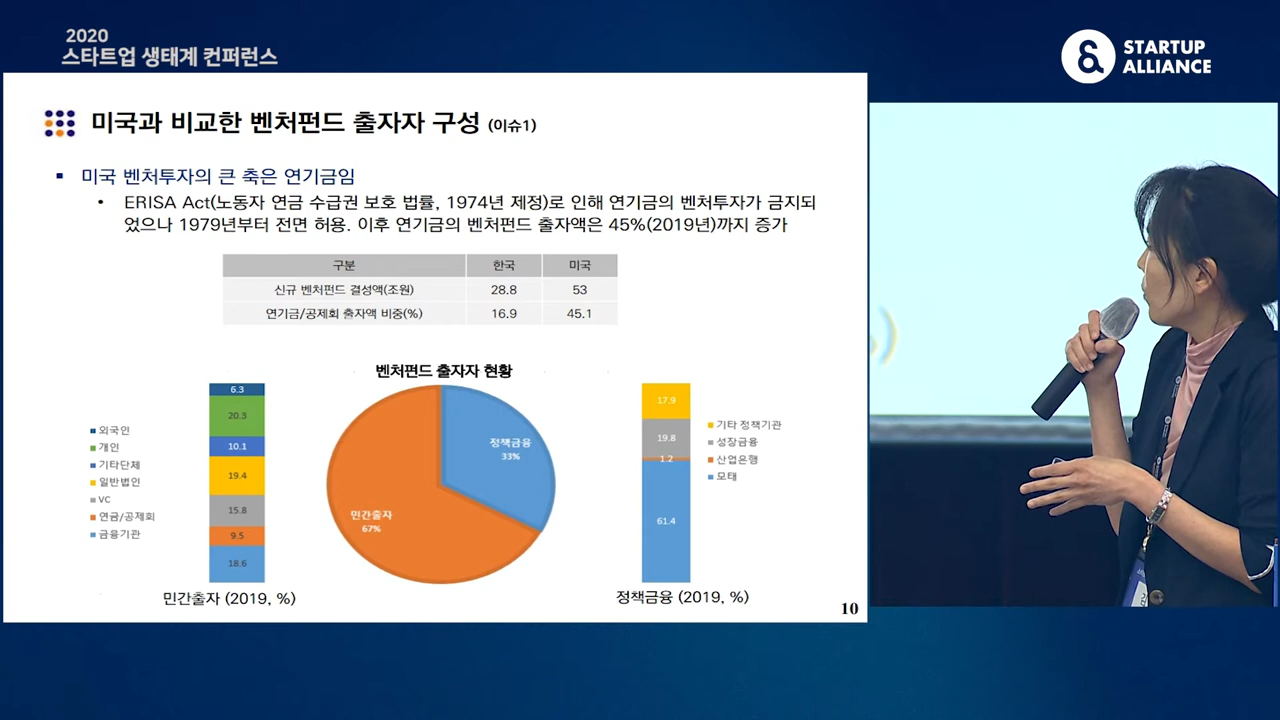 2020
스타트업 생태계 컨퍼런스
STARTUP
ALLIANCE
미국과 비교한 벤처펀드 출자자 구성 (이슈1)
미국 벤처투자의 큰 축은 연기금임
ERISA Act(노동자 연금 수급권 보호 법률, 1974년 제정)로 인해 연기금의 벤처투자가 금지되
었으나 1979년부터 전면 허용. 이후 연기금의 벤처펀드 출자액은 45%(2019년)까지 증가
구분 한국 미국
신규 벤처펀드 결성액(조원) 28.8 53
연기금/공제회 출자액 비중(%) 16.9 45.1
벤처펀드 출자자 현황
외국인
개인
기타단체
일반법인
VC
연금/공제회
금융기관
6.3
20.3
10.1
19.4
15.8
9.5
18.6
민간출자 (2019, %)
정책금융
33%
민간출자
67%
17.9
19.8
1.2
61.4
기타 정책기관
성장금융
산업은행
모태
정책금융 (2019, %)
10